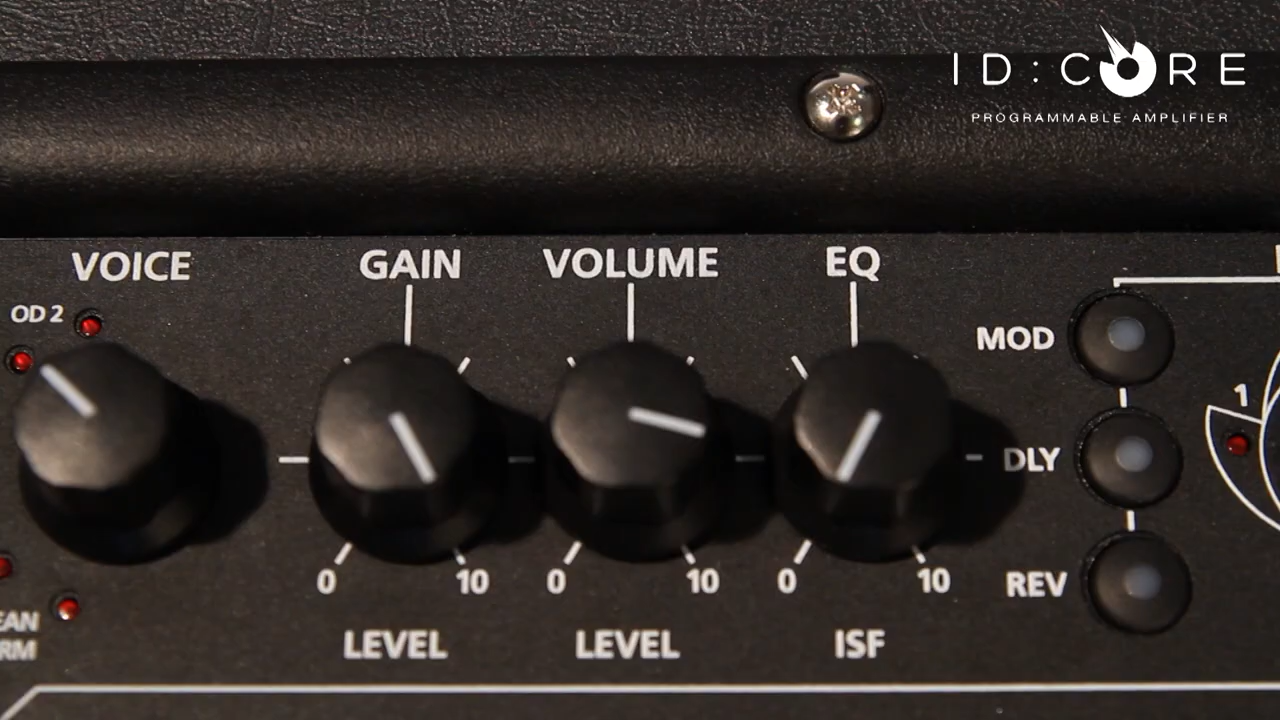 ID:CORE
PROGRAMMABLE AMPLIFIER
VOICE
GAIN
VOLUME
EQ
OD 2
MOD
1
DLY
0
10
0
10
0
10
REV
LEVEL
LEVEL
ISF